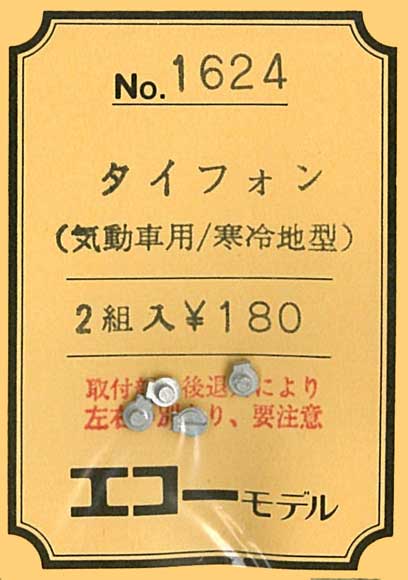 No. 1624
タイフォン
(気動車用/寒冷地型)
2組入¥180
取付 後退 により
左右 別 り、要注意
エコーモデル